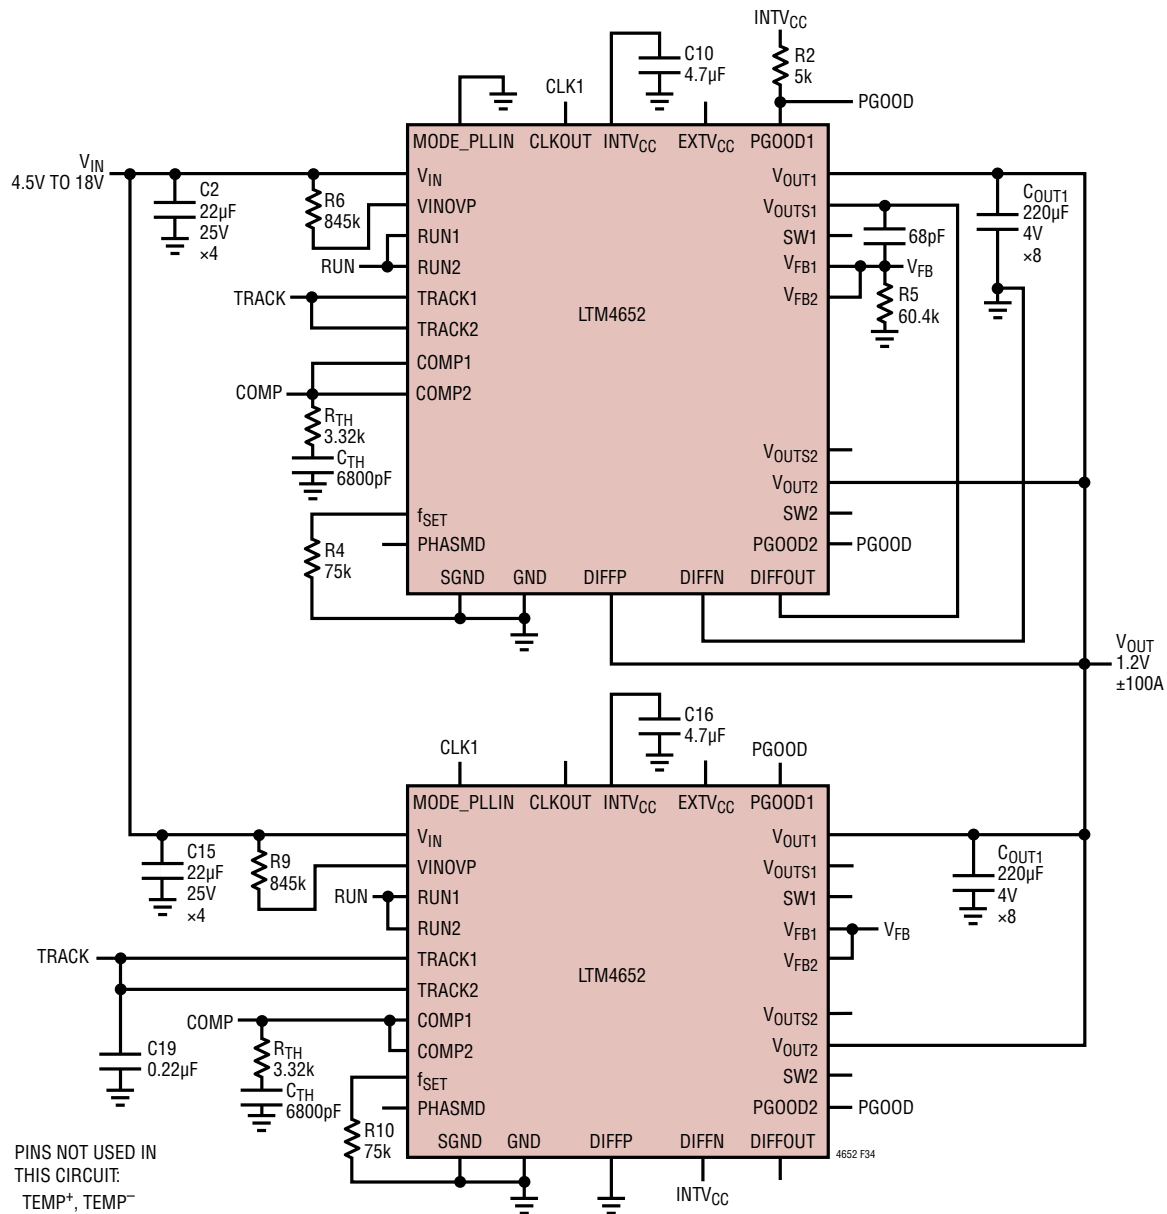 INTVCC
R2
5k
PGOOD
C10
4.7µF
CLK1
MODE_PLLIN CLKOUT INTVCC EXTVCC PGOOD1
VIN
4.5V TO 18V
C2
22µF
25V
×4
R6
845k
RUN
TRACK
COMP
RTH
3.32k
CTH
6800pF
R4
75k
VIN
VINOVP
RUN1
RUN2
TRACK1
TRACK2
COMP1
COMP2
fSET
PHASMD
SGND GND DIFFP DIFFN DIFFOUT
LTM4652
VOUT1
VOUTS1
SW1
VFB1
VFB2
VOUTS2
VOUT2
SW2
PGOOD2
PGOOD
68pF
VFB
R5
60.4k
COUT1
220µF
4V
×8
VOUT
1.2V
±100A
C16
4.7µF
CLK1
PGOOD
MODE_PLLIN CLKOUT INTVCC EXTVCC PGOOD1
C15
22µF
25V
×4
R9
845k
RUN
TRACK
C19
0.22µF
COMP
RTH
3.32k
CTH
6800pF
R10
75k
VIN
VINOVP
RUN1
RUN2
TRACK1
TRACK2
COMP1
COMP2
fSET
PHASMD
SGND GND DIFFP DIFFN DIFFOUT
LTM4652
VOUT1
VOUTS1
SW1
VFB1
VFB2
VOUTS2
VOUT2
SW2
PGOOD2
VFB
PGOOD
COUT1
220µF
4V
×8
INTVCC
4652 F34
PINS NOT USED IN
THIS CIRCUIT:
TEMP+, TEMP–